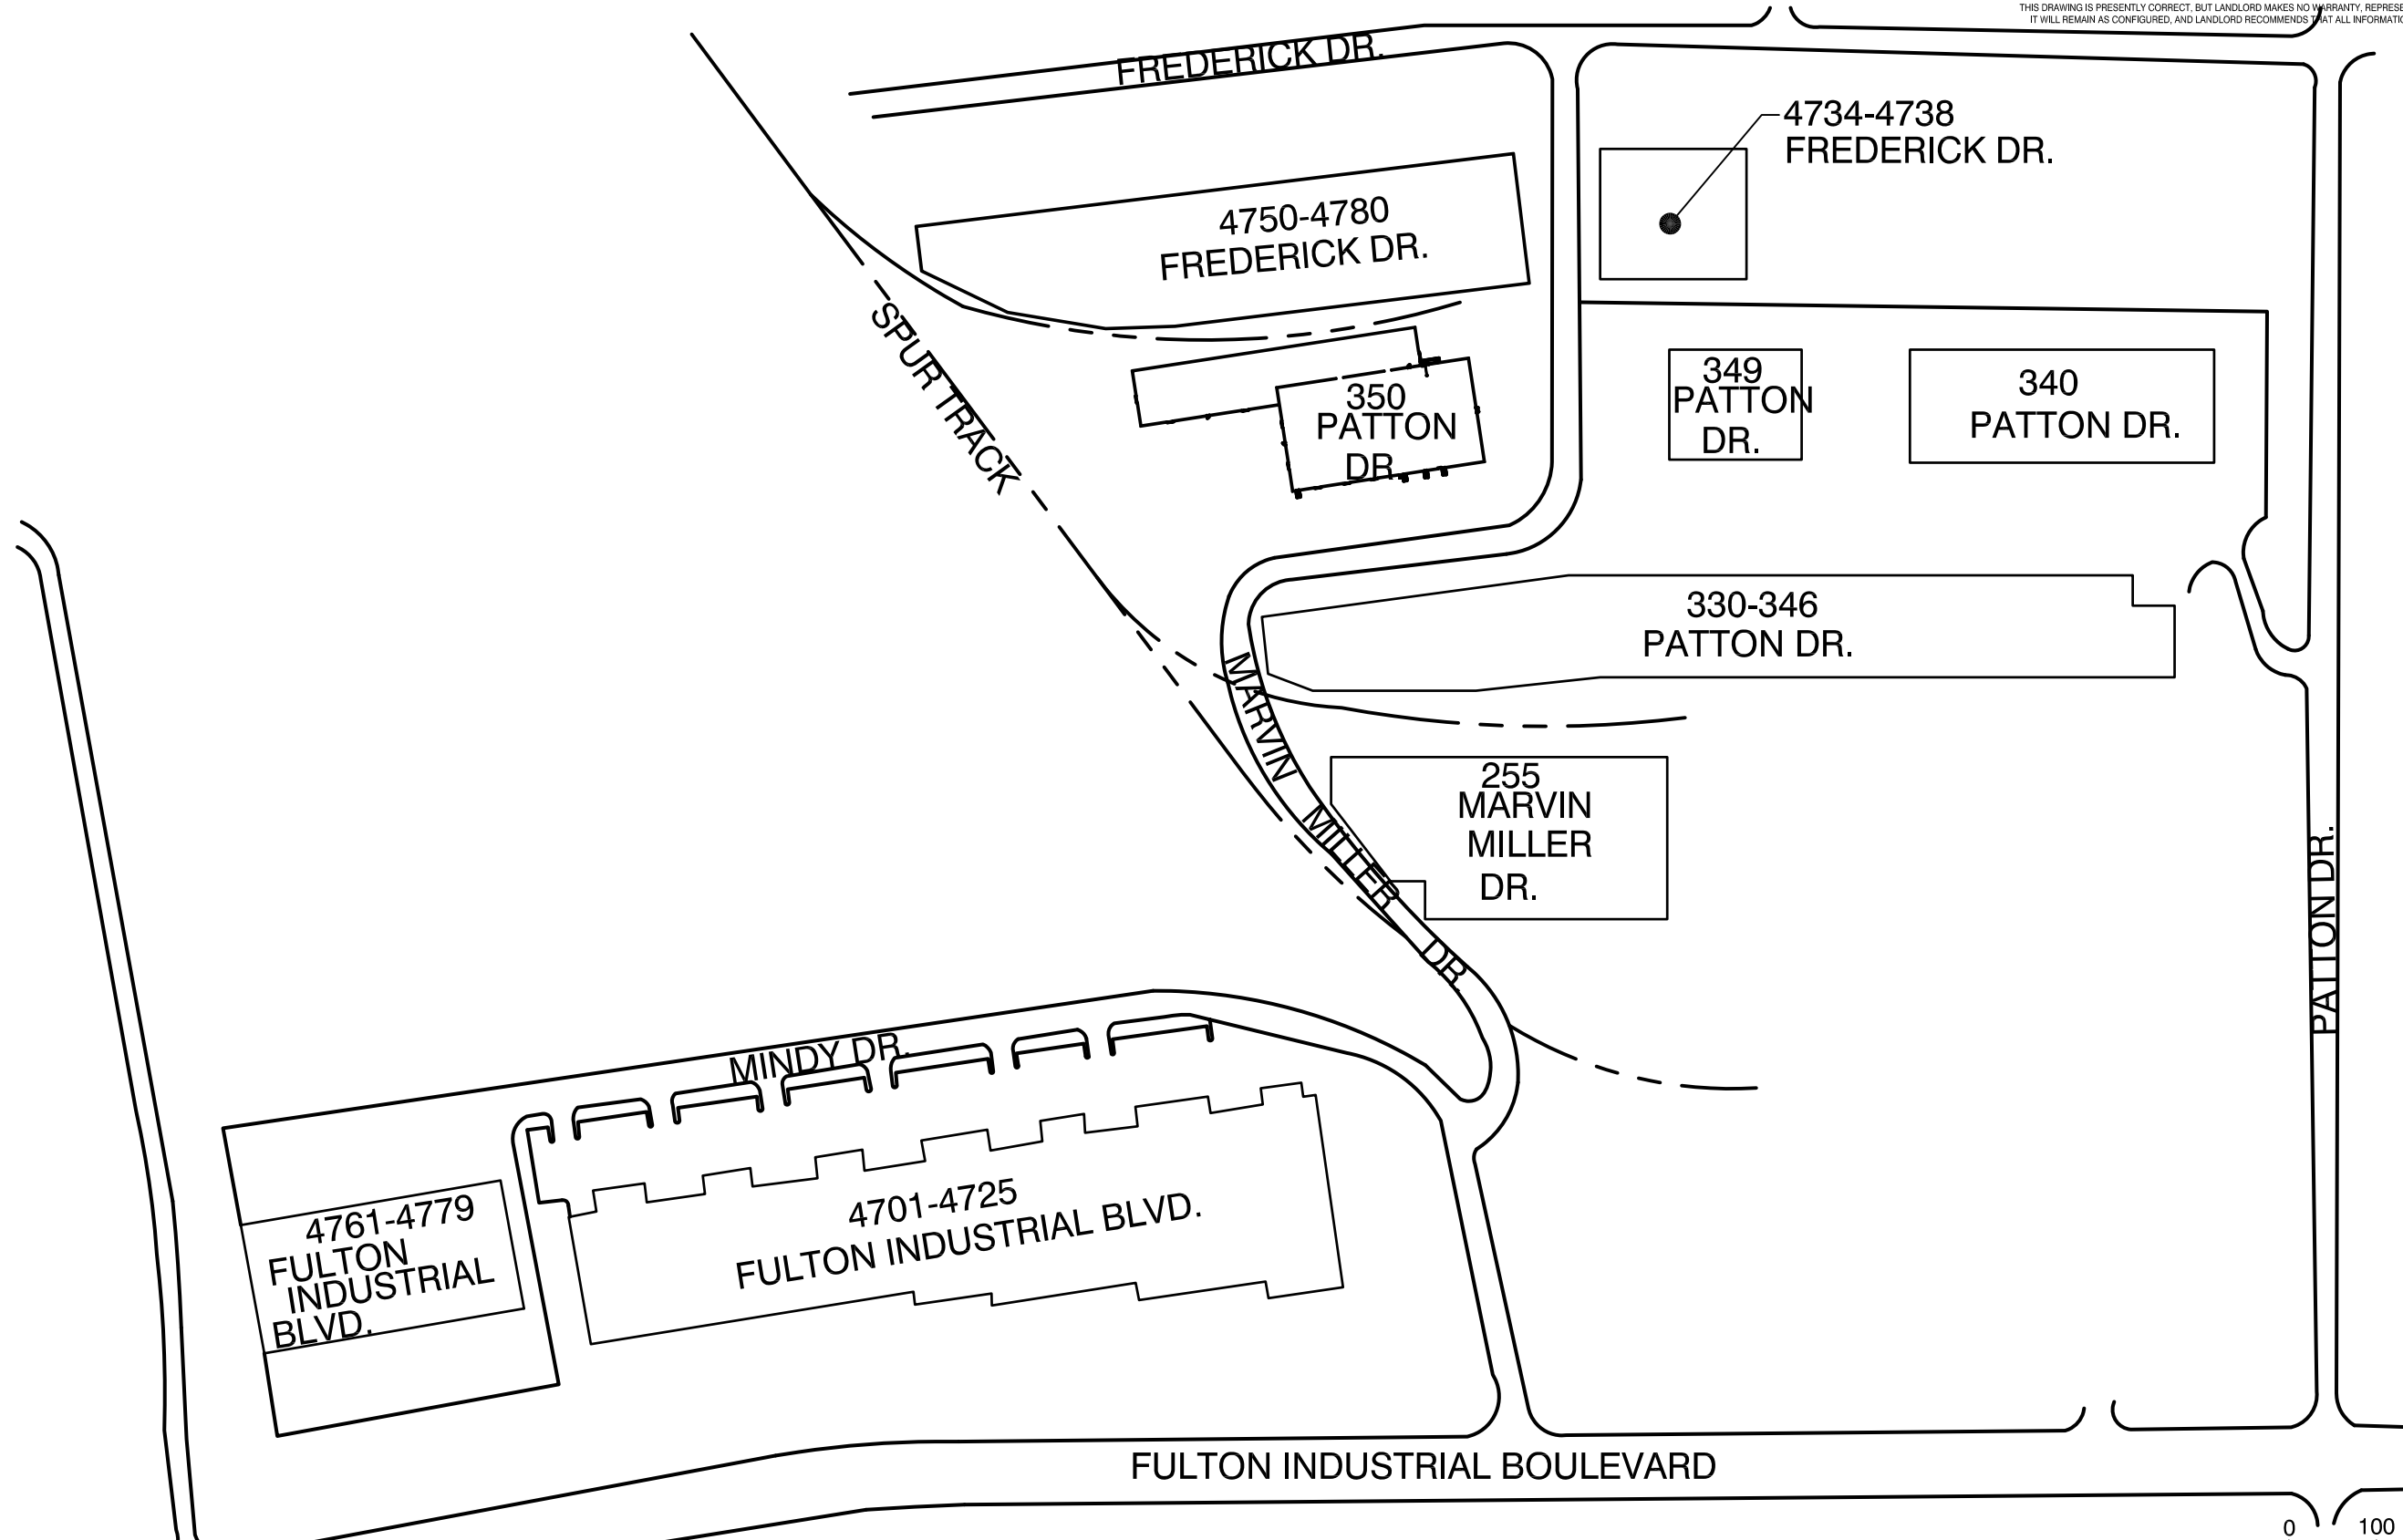 THIS DRAWING IS PRESENTLY CORRECT, BUT LANDLORD MAKES NO WARRANTY, REPRESE
IT WILL REMAIN AS CONFIGURED, AND LANDLORD RECOMMENDS THAT ALL INFORMATIO
FREDERICK DR.
4734-4738
FREDERICK DR.
4750-4780
FREDERICK DR.
SPUR TRACK
350
PATTON
DR.
349
PATTON
DR.
340
PATTON DR.
330-346
PATTON DR.
MARVIN MILLER DR.
255
MARVIN
MILLER
DR.
PATTON DR.
MINDY DR.
4761-4779
FULTON
INDUSTRIAL
BLVD.
4701-4725
FULTON INDUSTRIAL BLVD.
FULTON INDUSTRIAL BOULEVARD
0 100